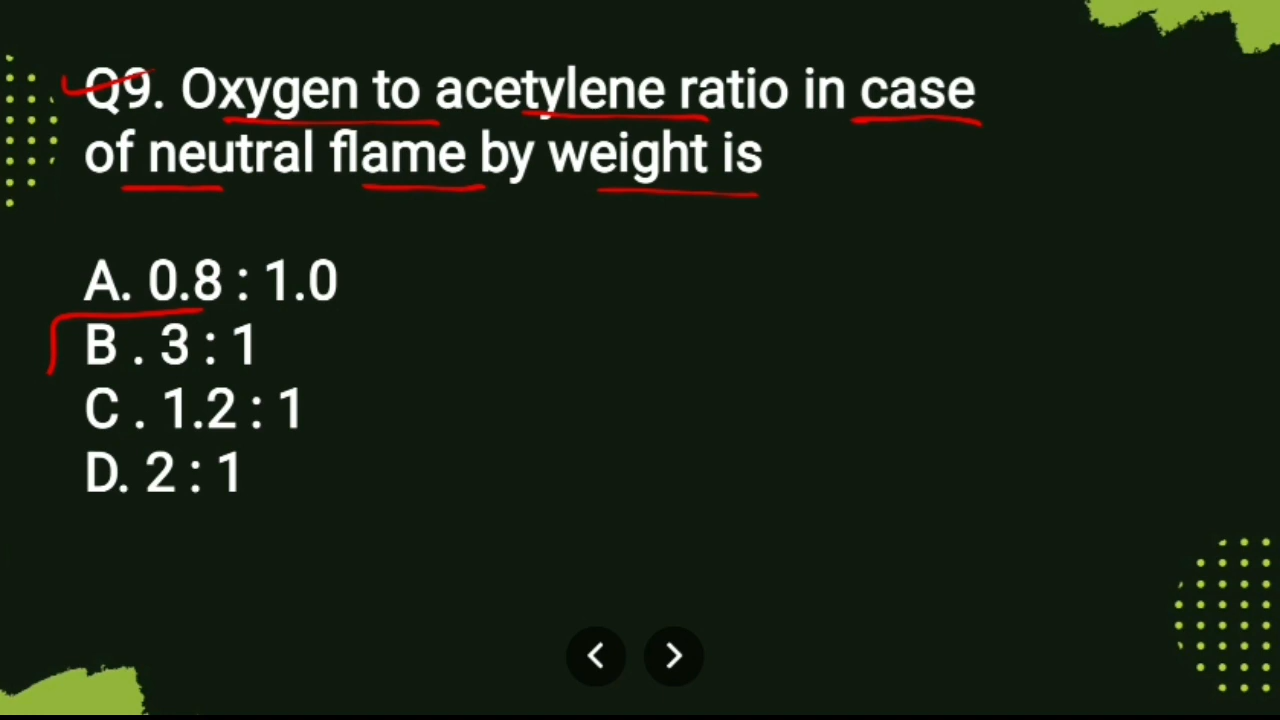 Q9. Oxygen to acetylene ratio in case
of neutral flame by weight is
A. 0.8 : 1.0
B . 3 : 1
C . 1.2 : 1
D. 2 : 1